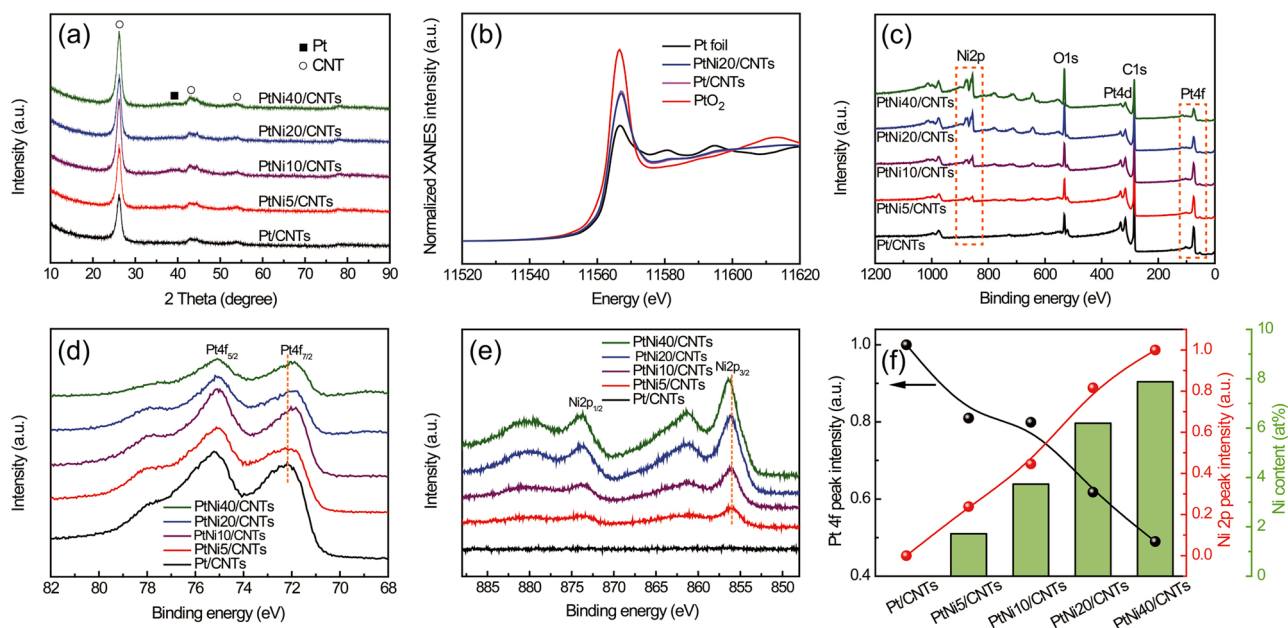 (a)
Pt
CNT
PtNi40/CNTs
PtNi20/CNTs
PtNi10/CNTs
PtNi5/CNTs
Pt/CNTs
Intensity (a.u.)
10 20 30 40 50 60 70 80 90
2 Theta (degree)
(b)
Pt foil
PtNi20/CNTs
Pt/CNTs
PtO2
Normalized XANES intensity (a.u.)
11520 11540 11560 11580 11600 11620
Energy (eV)
(c)
Ni2p
O1s
C1s
Pt4d
Pt4f
PtNi40/CNTs
PtNi20/CNTs
PtNi10/CNTs
PtNi5/CNTs
Pt/CNTs
Intensity (a.u.)
1200 1000 800 600 400 200 0
Binding energy (eV)
(d)
Pt4f5/2
Pt4f7/2
PtNi40/CNTs
PtNi20/CNTs
PtNi10/CNTs
PtNi5/CNTs
Pt/CNTs
Intensity (a.u.)
82 80 78 76 74 72 70 68
Binding energy (eV)
(e)
PtNi40/CNTs
PtNi20/CNTs
PtNi10/CNTs
PtNi5/CNTs
Pt/CNTs
Ni2p3/2
Ni2p1/2
Intensity (a.u.)
885 880 875 870 865 860 855 850
Binding energy (eV)
(f)
1.0
0.8
0.6
0.4
Pt 4f peak intensity (a.u.)
1.0
0.8
0.6
0.4
0.2
0.0
Ni 2p peak intensity (a.u.)
10
8
6
4
2
0
Ni content (at%)
Pt/CNTs
PtNi5/CNTs
PtNi10/CNTs
PtNi20/CNTs
PtNi40/CNTs